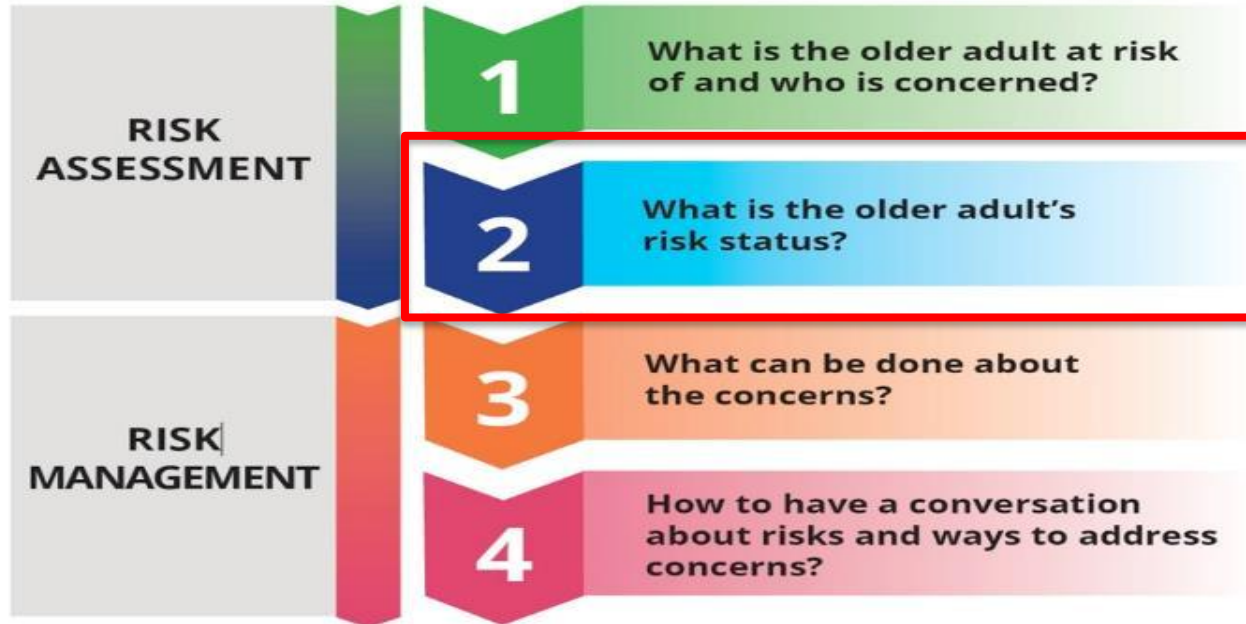 RISK
ASSESSMENT
1
What is the older adult at risk
of and who is concerned?
2
What is the older adult’s
risk status?
RISK
MANAGEMENT
3
What can be done about
the concerns?
4
How to have a conversation
about risks and ways to address
concerns?